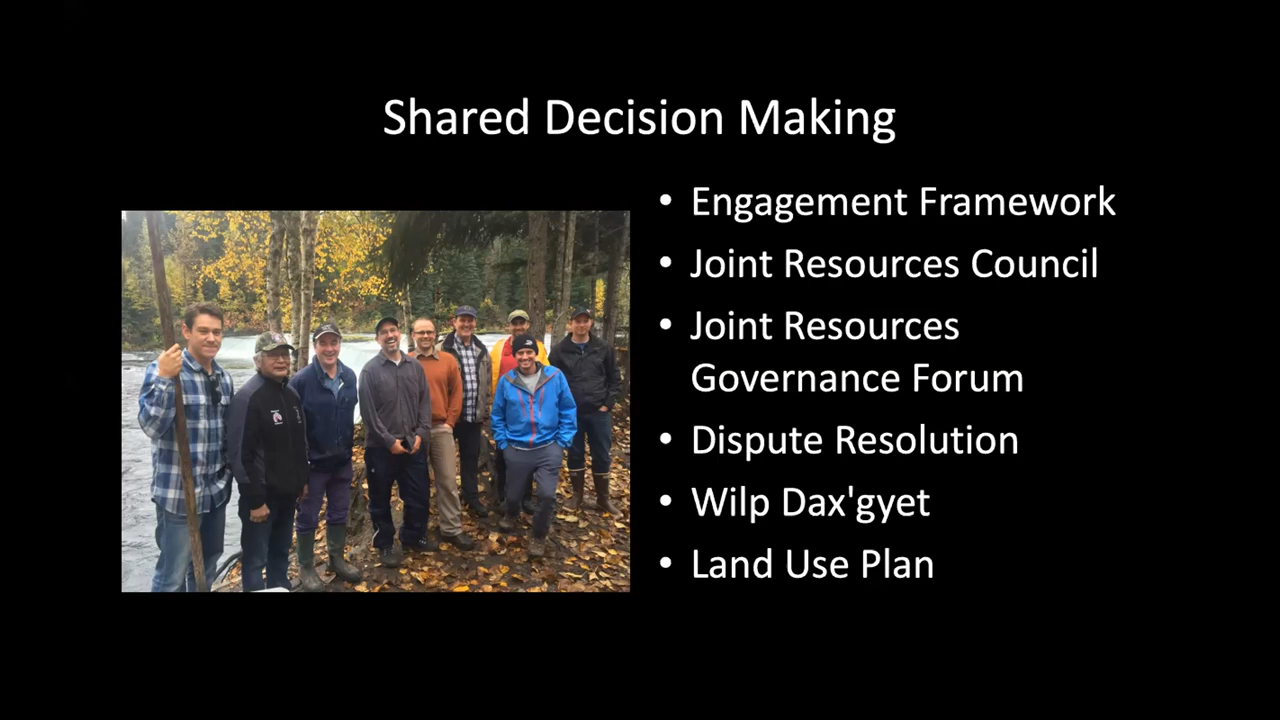 Shared Decision Making
• Engagement Framework
• Joint Resources Council
• Joint Resources
Governance Forum
• Dispute Resolution
• Wilp Dax'gyet
• Land Use Plan